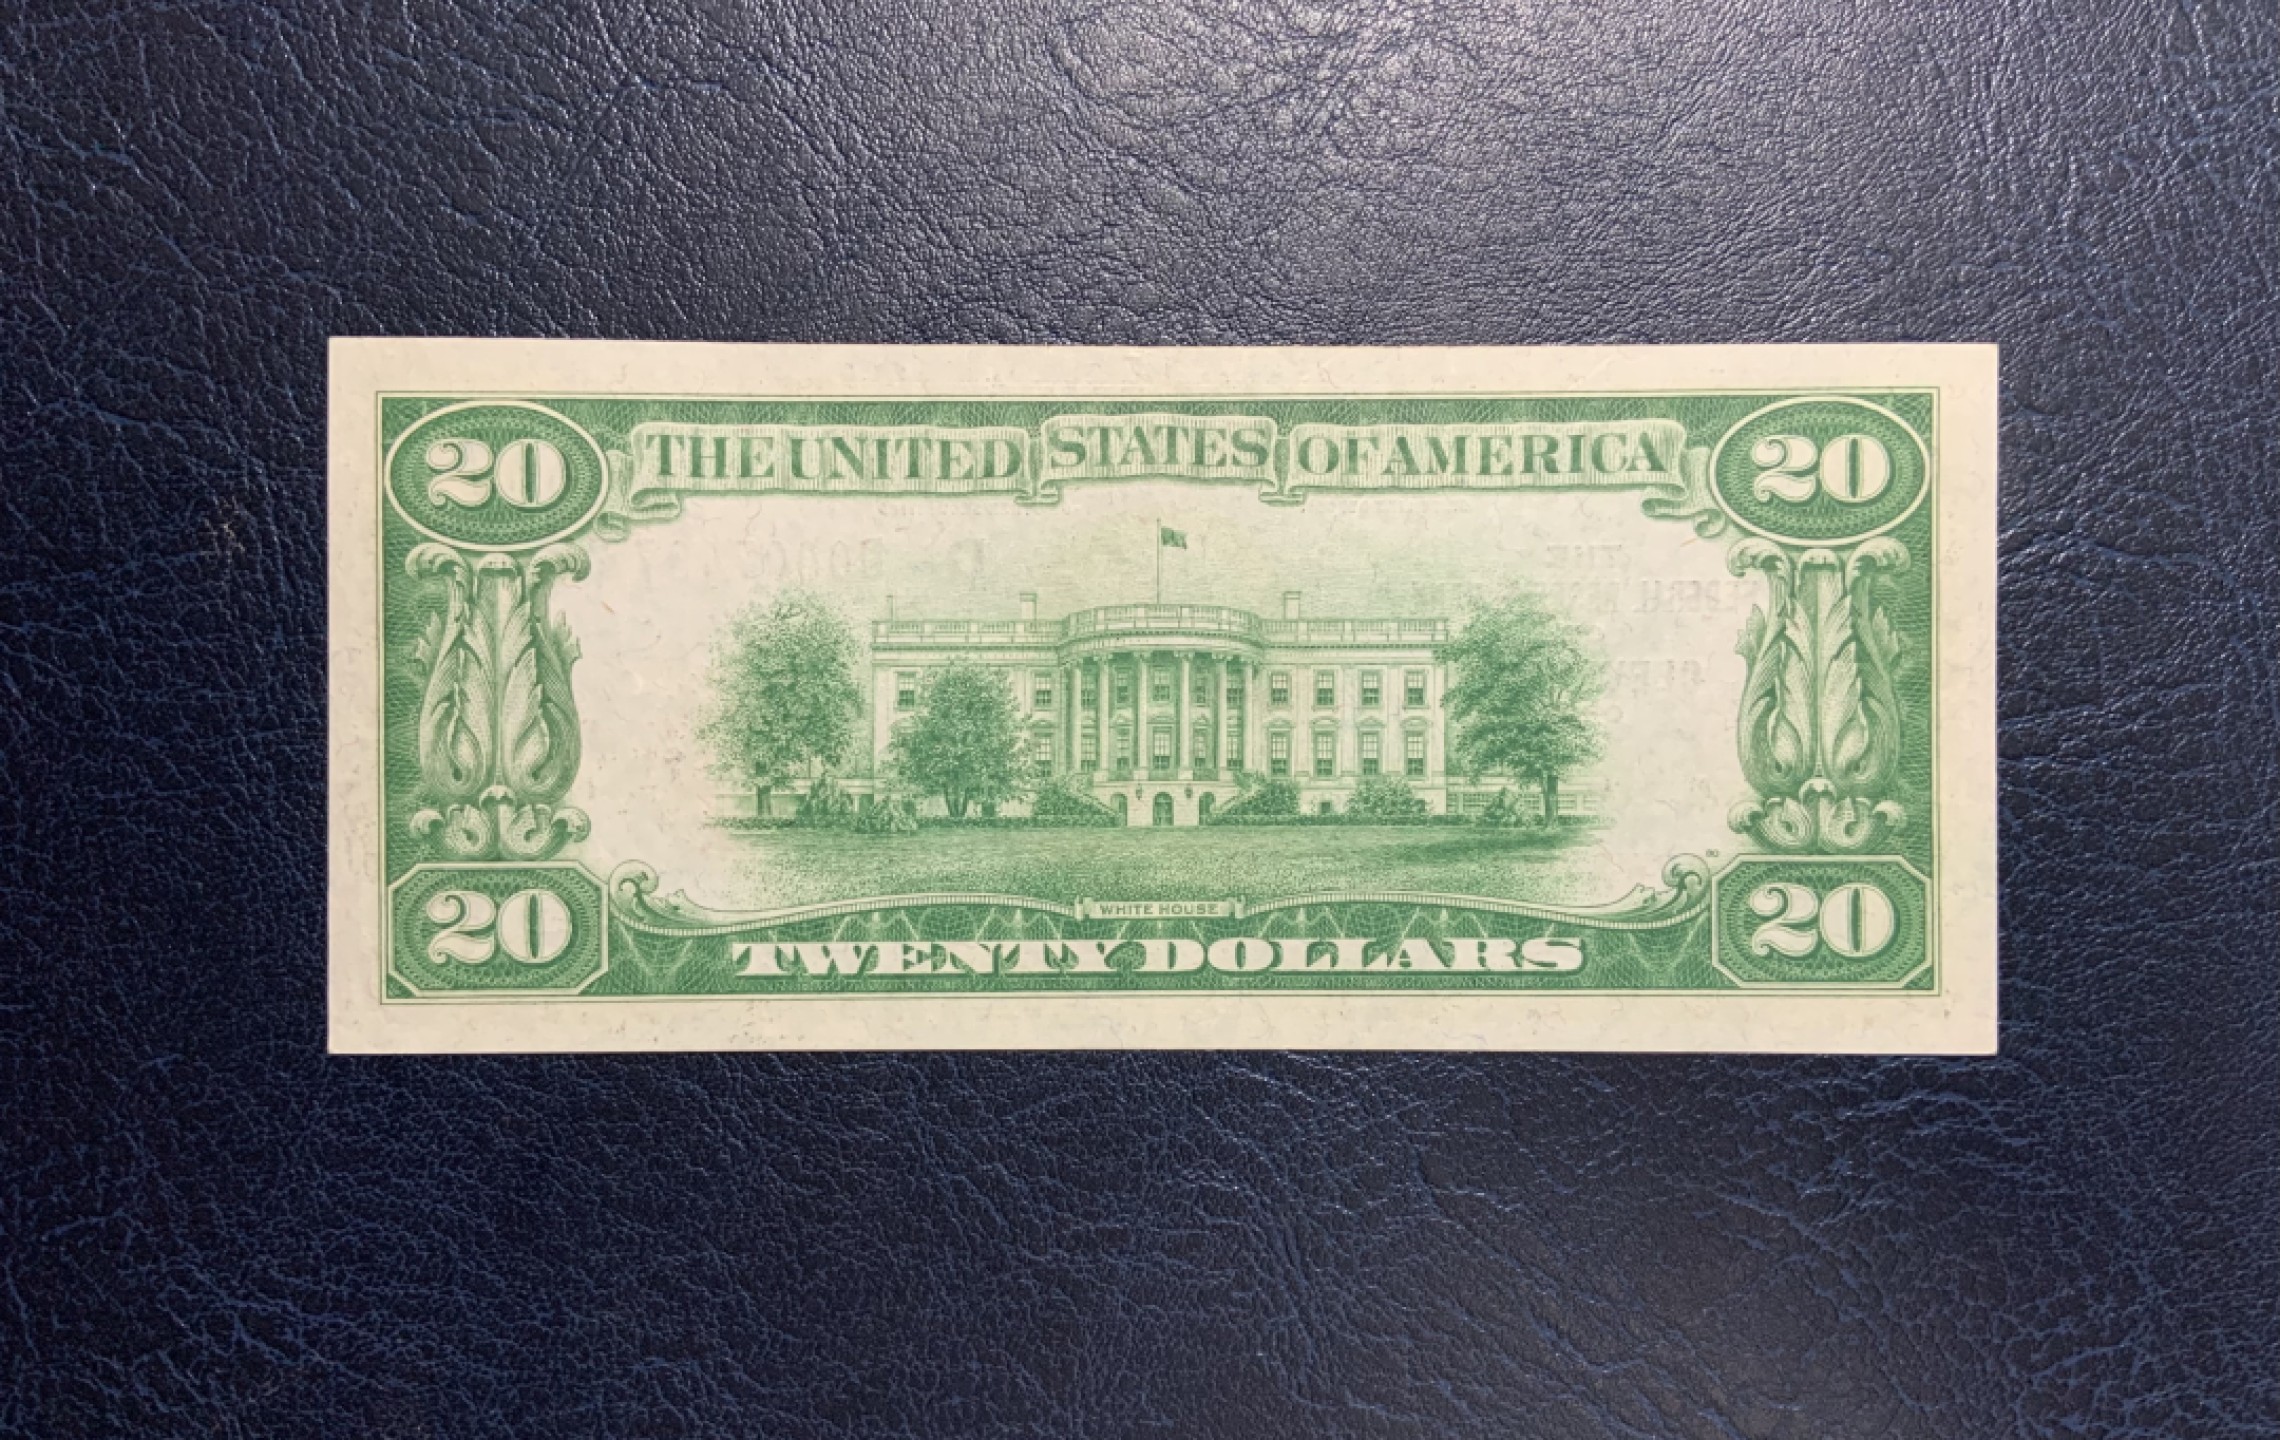 20 THE UNITED STATES OF AMERICA 20
WHITE HOUSE
20 TWENTY DOLLARS 20